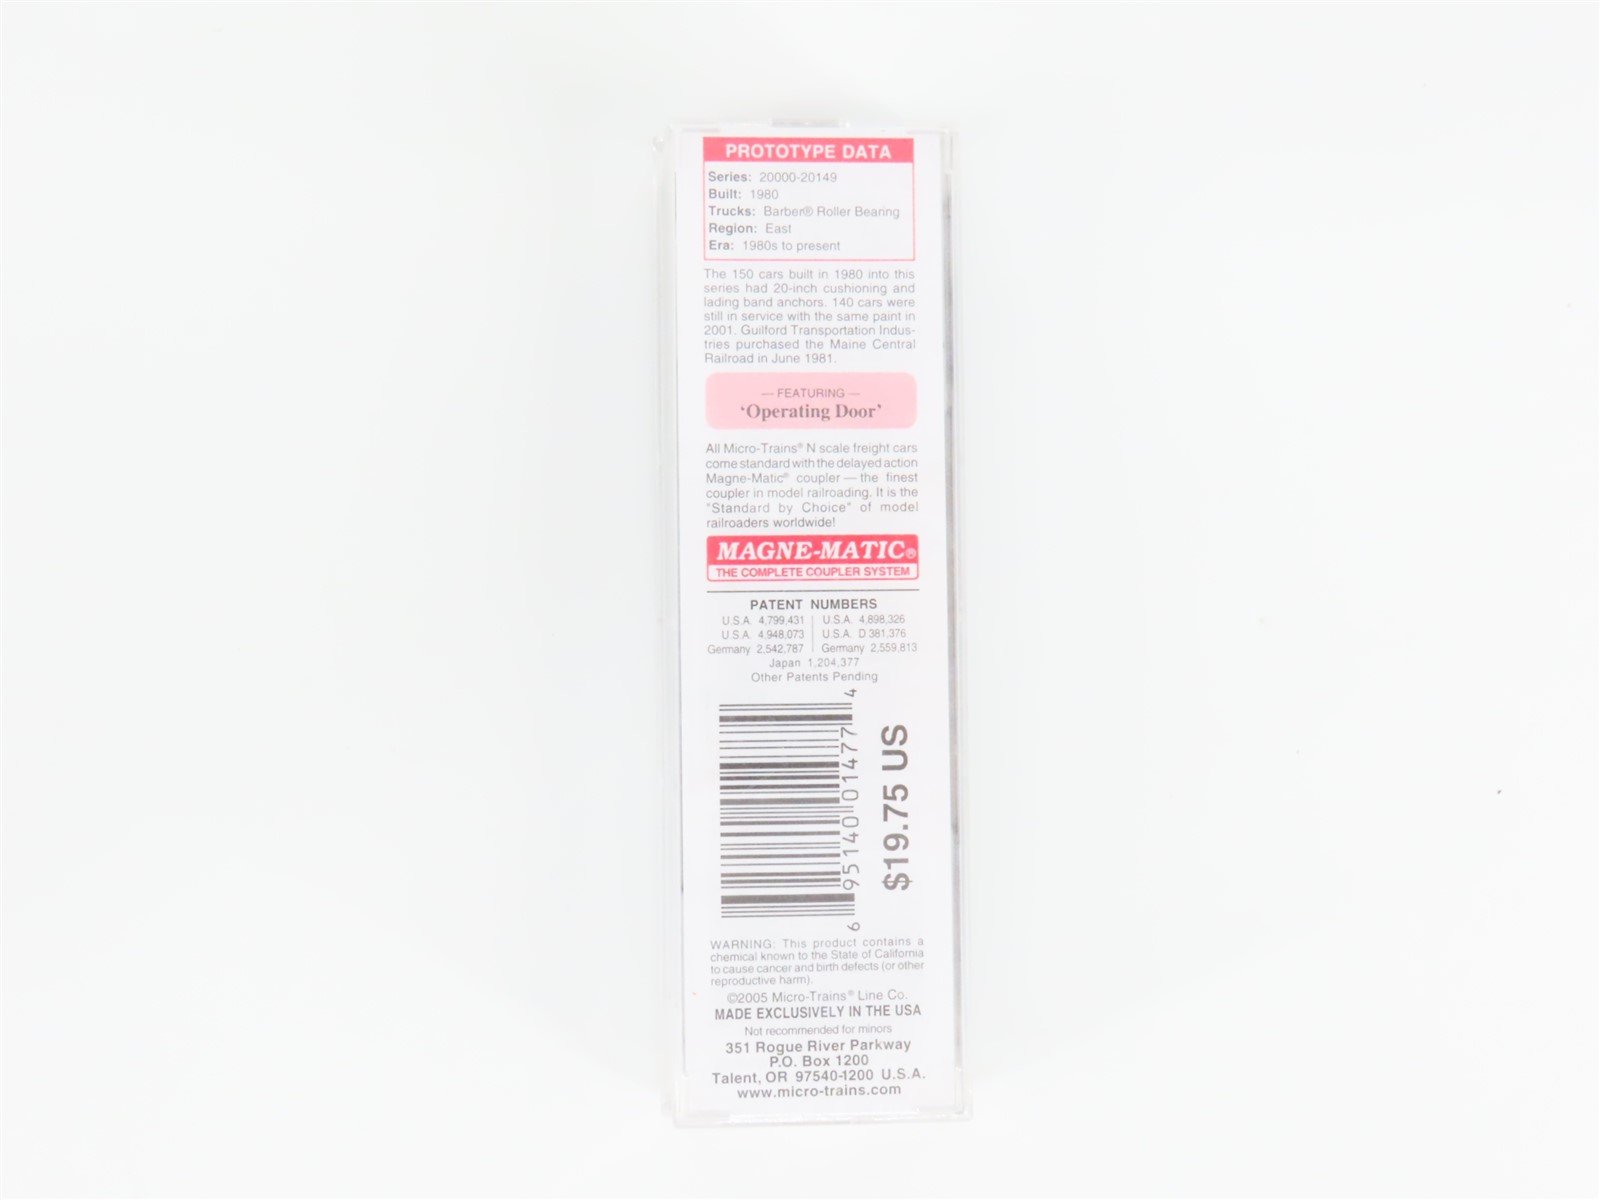 PROTOTYPE DATA
Series: 20000-20149
Built: 1980
Trucks: Barber® Roller Bearing
Region: East
Era: 1980s to present
The 150 cars built in 1980 into this
series had 20-inch cushioning and
lading band anchors. 140 cars were
still in service with the same paint in
2001. Guilford Transportation Indus-
tries purchased the Maine Central
Railroad in June 1981.
— FEATURING —
'Operating Door'
All Micro-Trains® N scale freight cars
come standard with the delayed action
Magne-Matic® coupler — the finest
coupler in model railroading. It is the
"Standard by Choice" of model
railroaders worldwide!
MAGNE-MATIC®
THE COMPLETE COUPLER SYSTEM
PATENT NUMBERS
U.S.A. 4,799,431 | U.S.A. 4,898,326
U.S.A. 4,948,073 | U.S.A. D 381,376
Germany 2,542,787 | Germany 2,559,813
Japan 1,204,377
Other Patents Pending
6 95140 01477 4
$19.75 US
WARNING: This product contains a
chemical known to the State of California
to cause cancer and birth defects (or other
reproductive harm).
©2005 Micro-Trains® Line Co.
MADE EXCLUSIVELY IN THE USA
Not recommended for minors
351 Rogue River Parkway
P.O. Box 1200
Talent, OR 97540-1200 U.S.A.
www.micro-trains.com